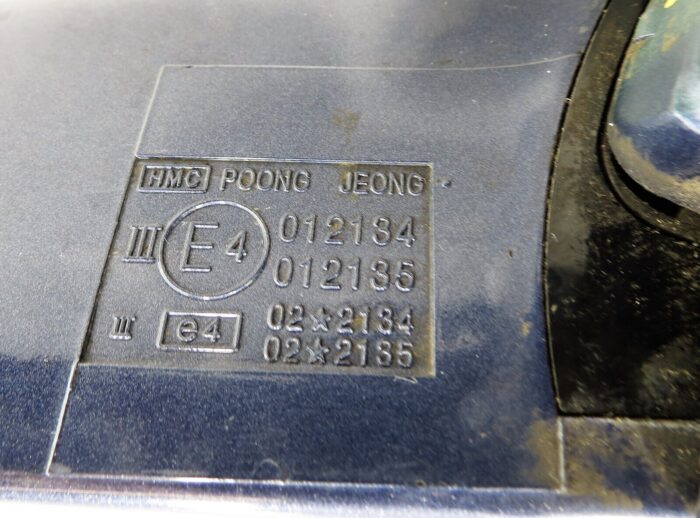 HMC POONG JEONG
III E4 012134
012135
III e4 02★2134
02★2135